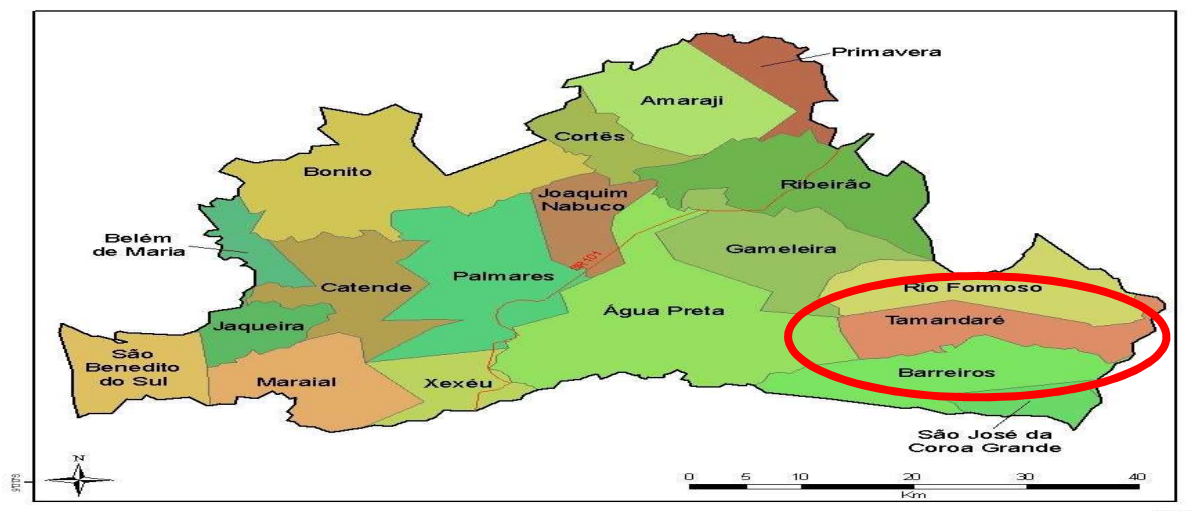 Primavera
Amaraji
Cortês
Bonito
Ribeirão
Joaquim
Nabuco
Belém
de Maria
Gameleira
BR 101
Palmares
Catende
Rio Formoso
Água Preta
Tamandaré
Jaqueira
São
Benedito
do Sul
Maraial
Xexéu
Barreiros
São José da
Coroa Grande
N
0 5 10 20 30 40
Km